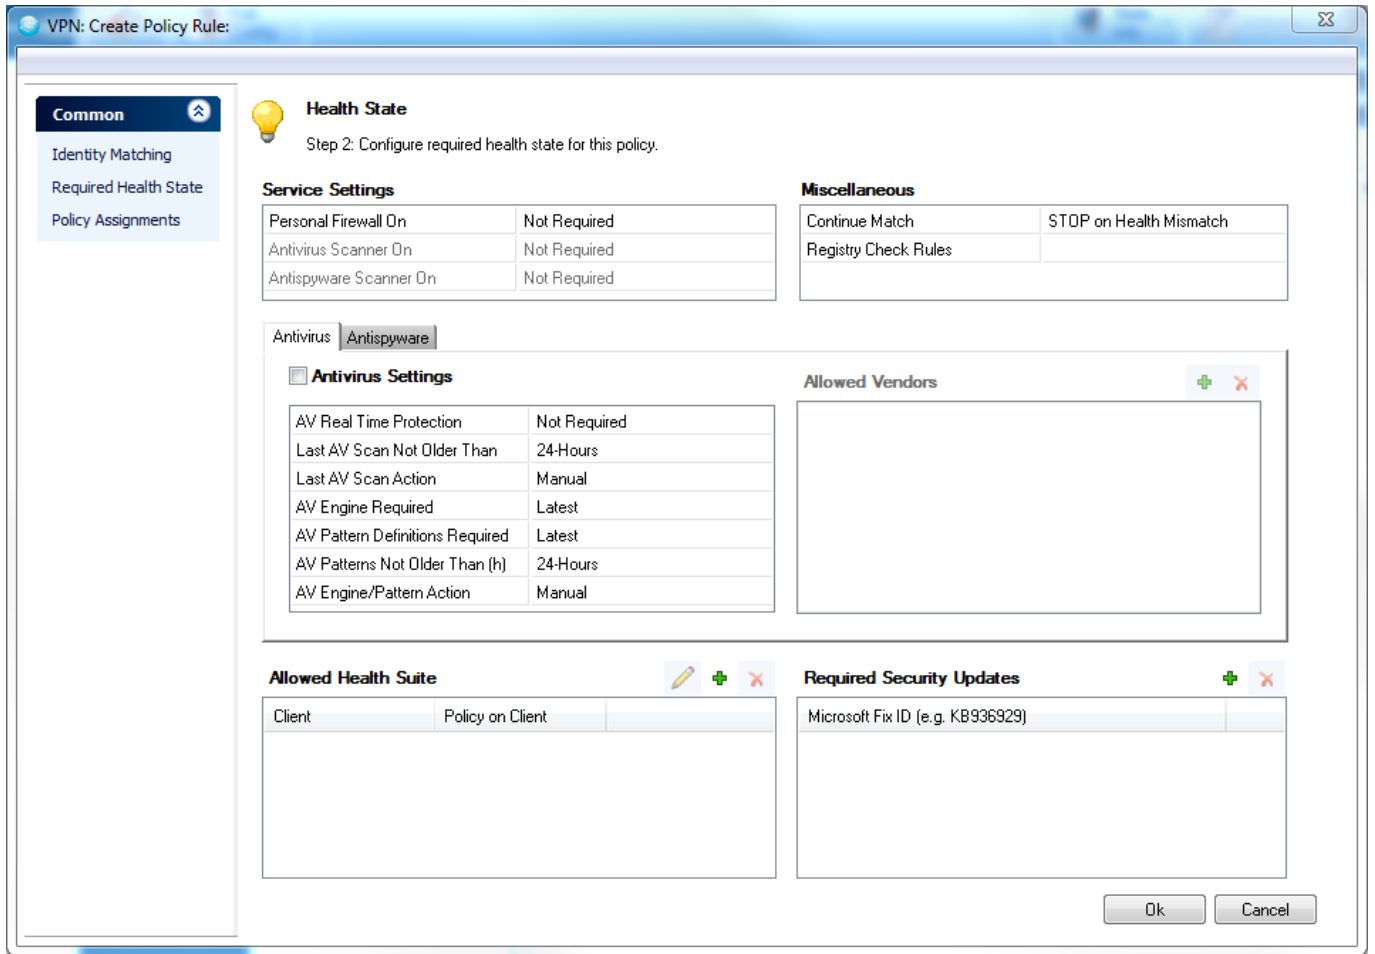 VPN: Create Policy Rule:
Common
Identity Matching
Required Health State
Policy Assignments
Health State
Step 2: Configure required health state for this policy.
Service Settings
Personal Firewall On Not Required
Antivirus Scanner On Not Required
Antispyware Scanner On Not Required
Miscellaneous
Continue Match STOP on Health Mismatch
Registry Check Rules
Antivirus Antispyware
Antivirus Settings
AV Real Time Protection Not Required
Last AV Scan Not Older Than 24-Hours
Last AV Scan Action Manual
AV Engine Required Latest
AV Pattern Definitions Required Latest
AV Patterns Not Older Than (h) 24-Hours
AV Engine/Pattern Action Manual
Allowed Vendors
Allowed Health Suite
Client Policy on Client
Required Security Updates
Microsoft Fix ID (e.g. KB936929)
Ok Cancel